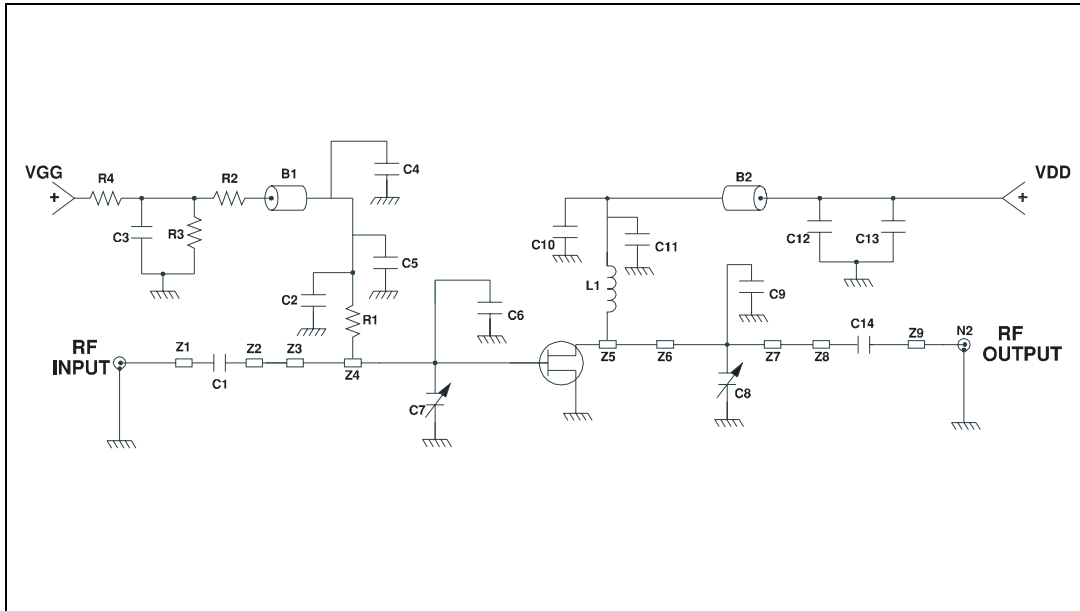 VGG
+
R4
R2
B1
C4
C3
R3
C5
C2
R1
C6
RF
INPUT
Z1
C1
Z2
Z3
Z4
C7
B2
VDD
+
C10
C11
C12
C13
L1
C9
Z5
Z6
C8
Z7
Z8
C14
Z9
N2
RF
OUTPUT